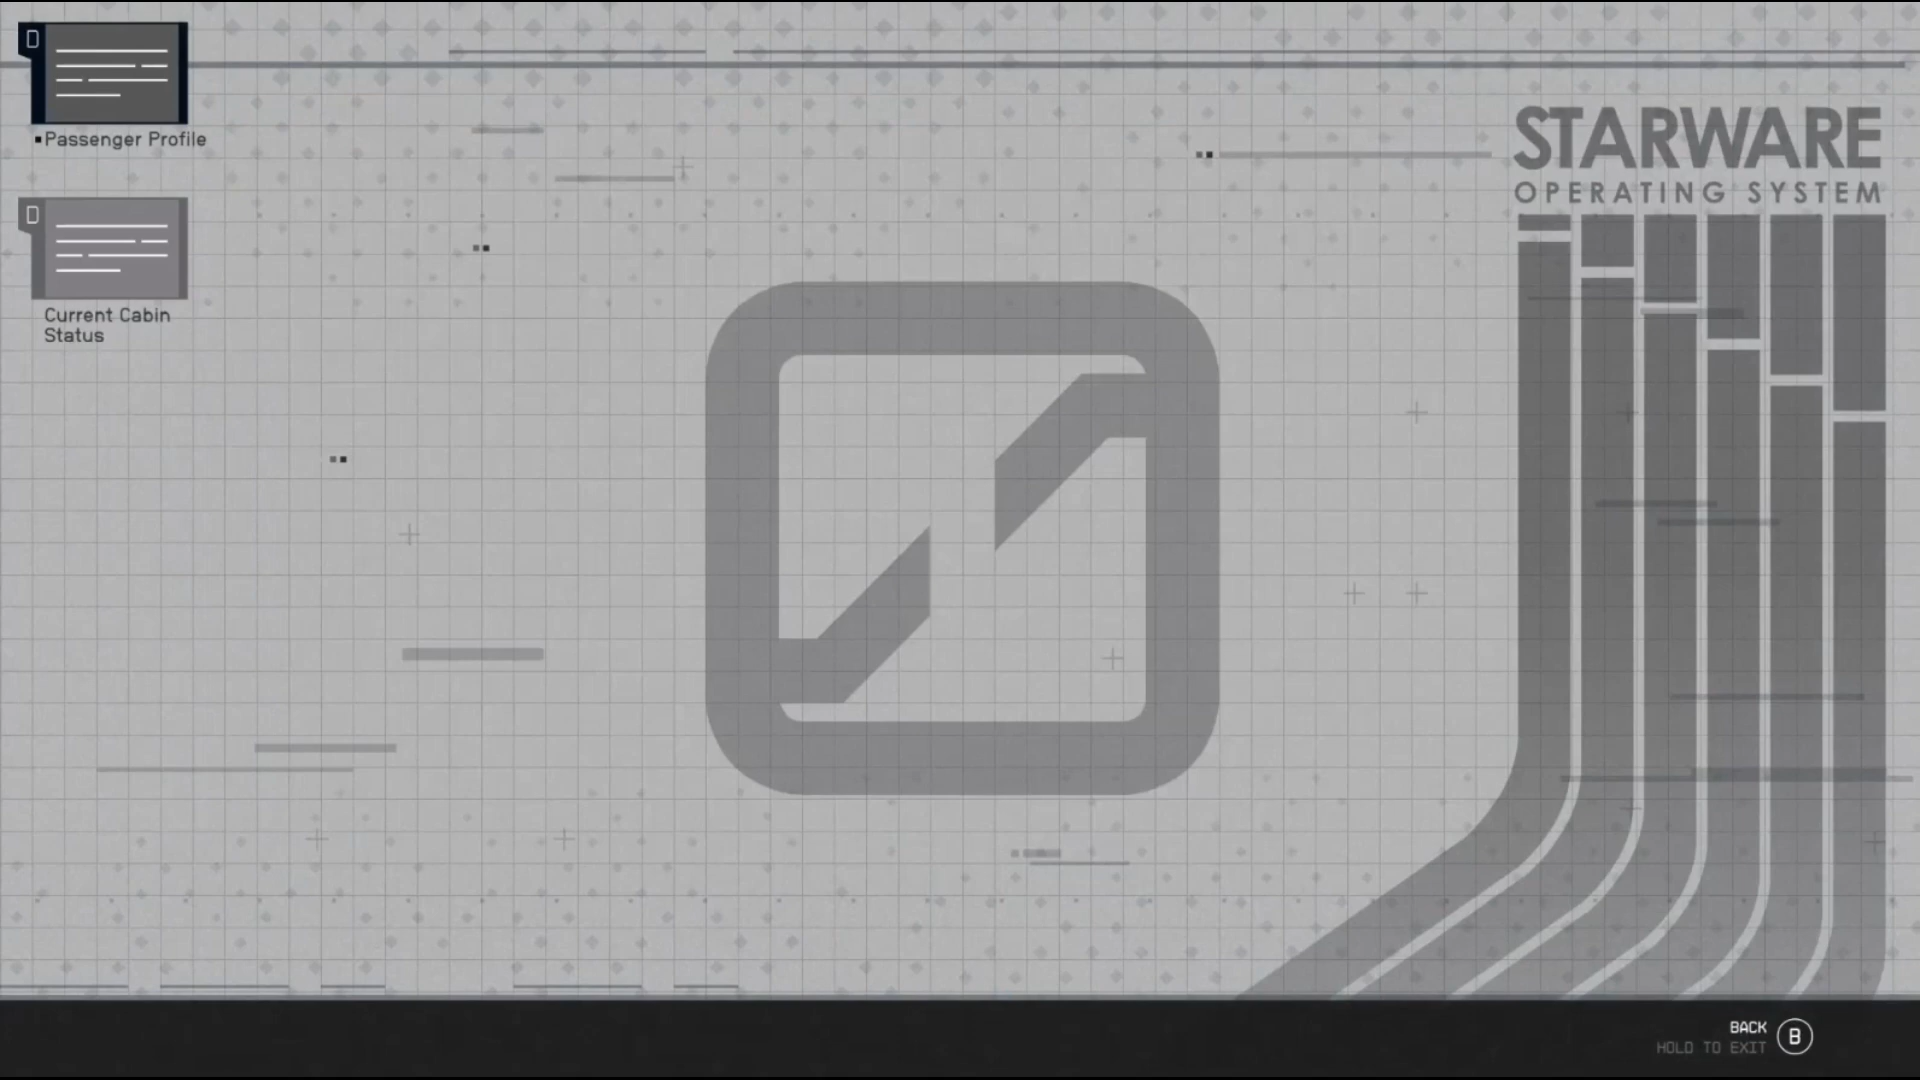 Passenger Profile
Current Cabin
Status
STARWARE
OPERATING SYSTEM
BACK
HOLD TO EXIT
B